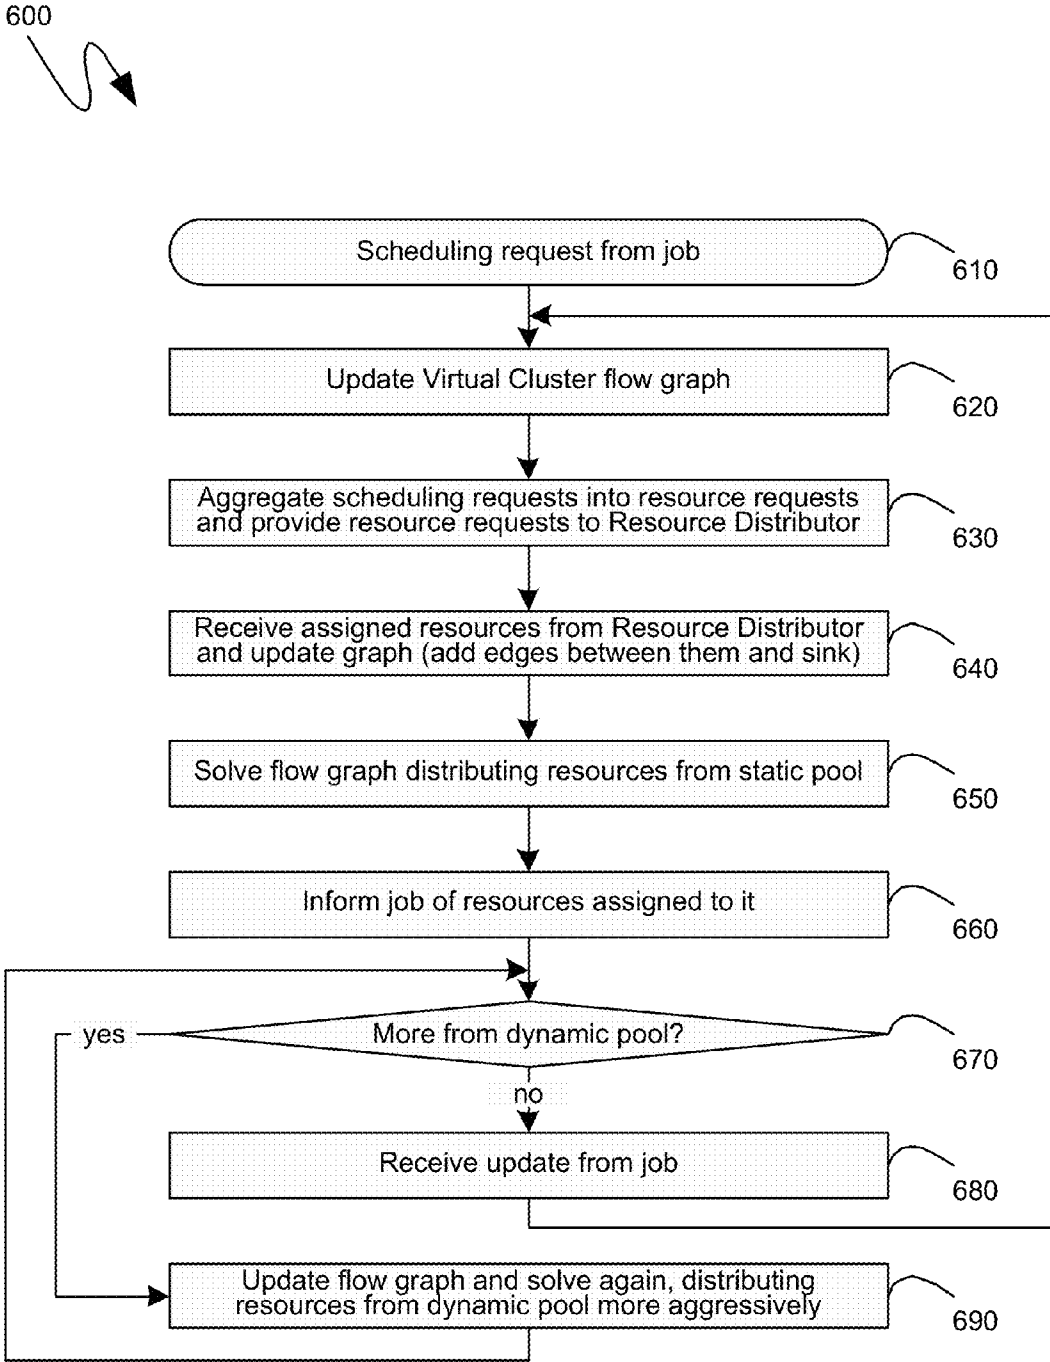 600
Scheduling request from job
610
Update Virtual Cluster flow graph
620
Aggregate scheduling requests into resource requests
and provide resource requests to Resource Distributor
630
Receive assigned resources from Resource Distributor
and update graph (add edges between them and sink)
640
Solve flow graph distributing resources from static pool
650
Inform job of resources assigned to it
660
yes
More from dynamic pool?
670
no
Receive update from job
680
Update flow graph and solve again, distributing
resources from dynamic pool more aggressively
690